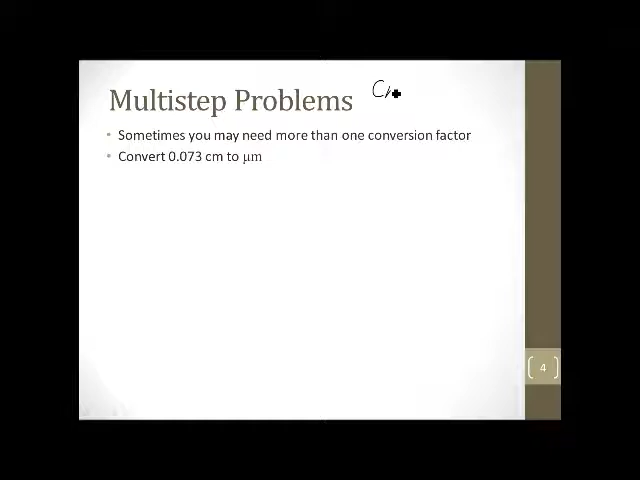 Multistep Problems
• Sometimes you may need more than one conversion factor
• Convert 0.073 cm to μm
[ 4 ]